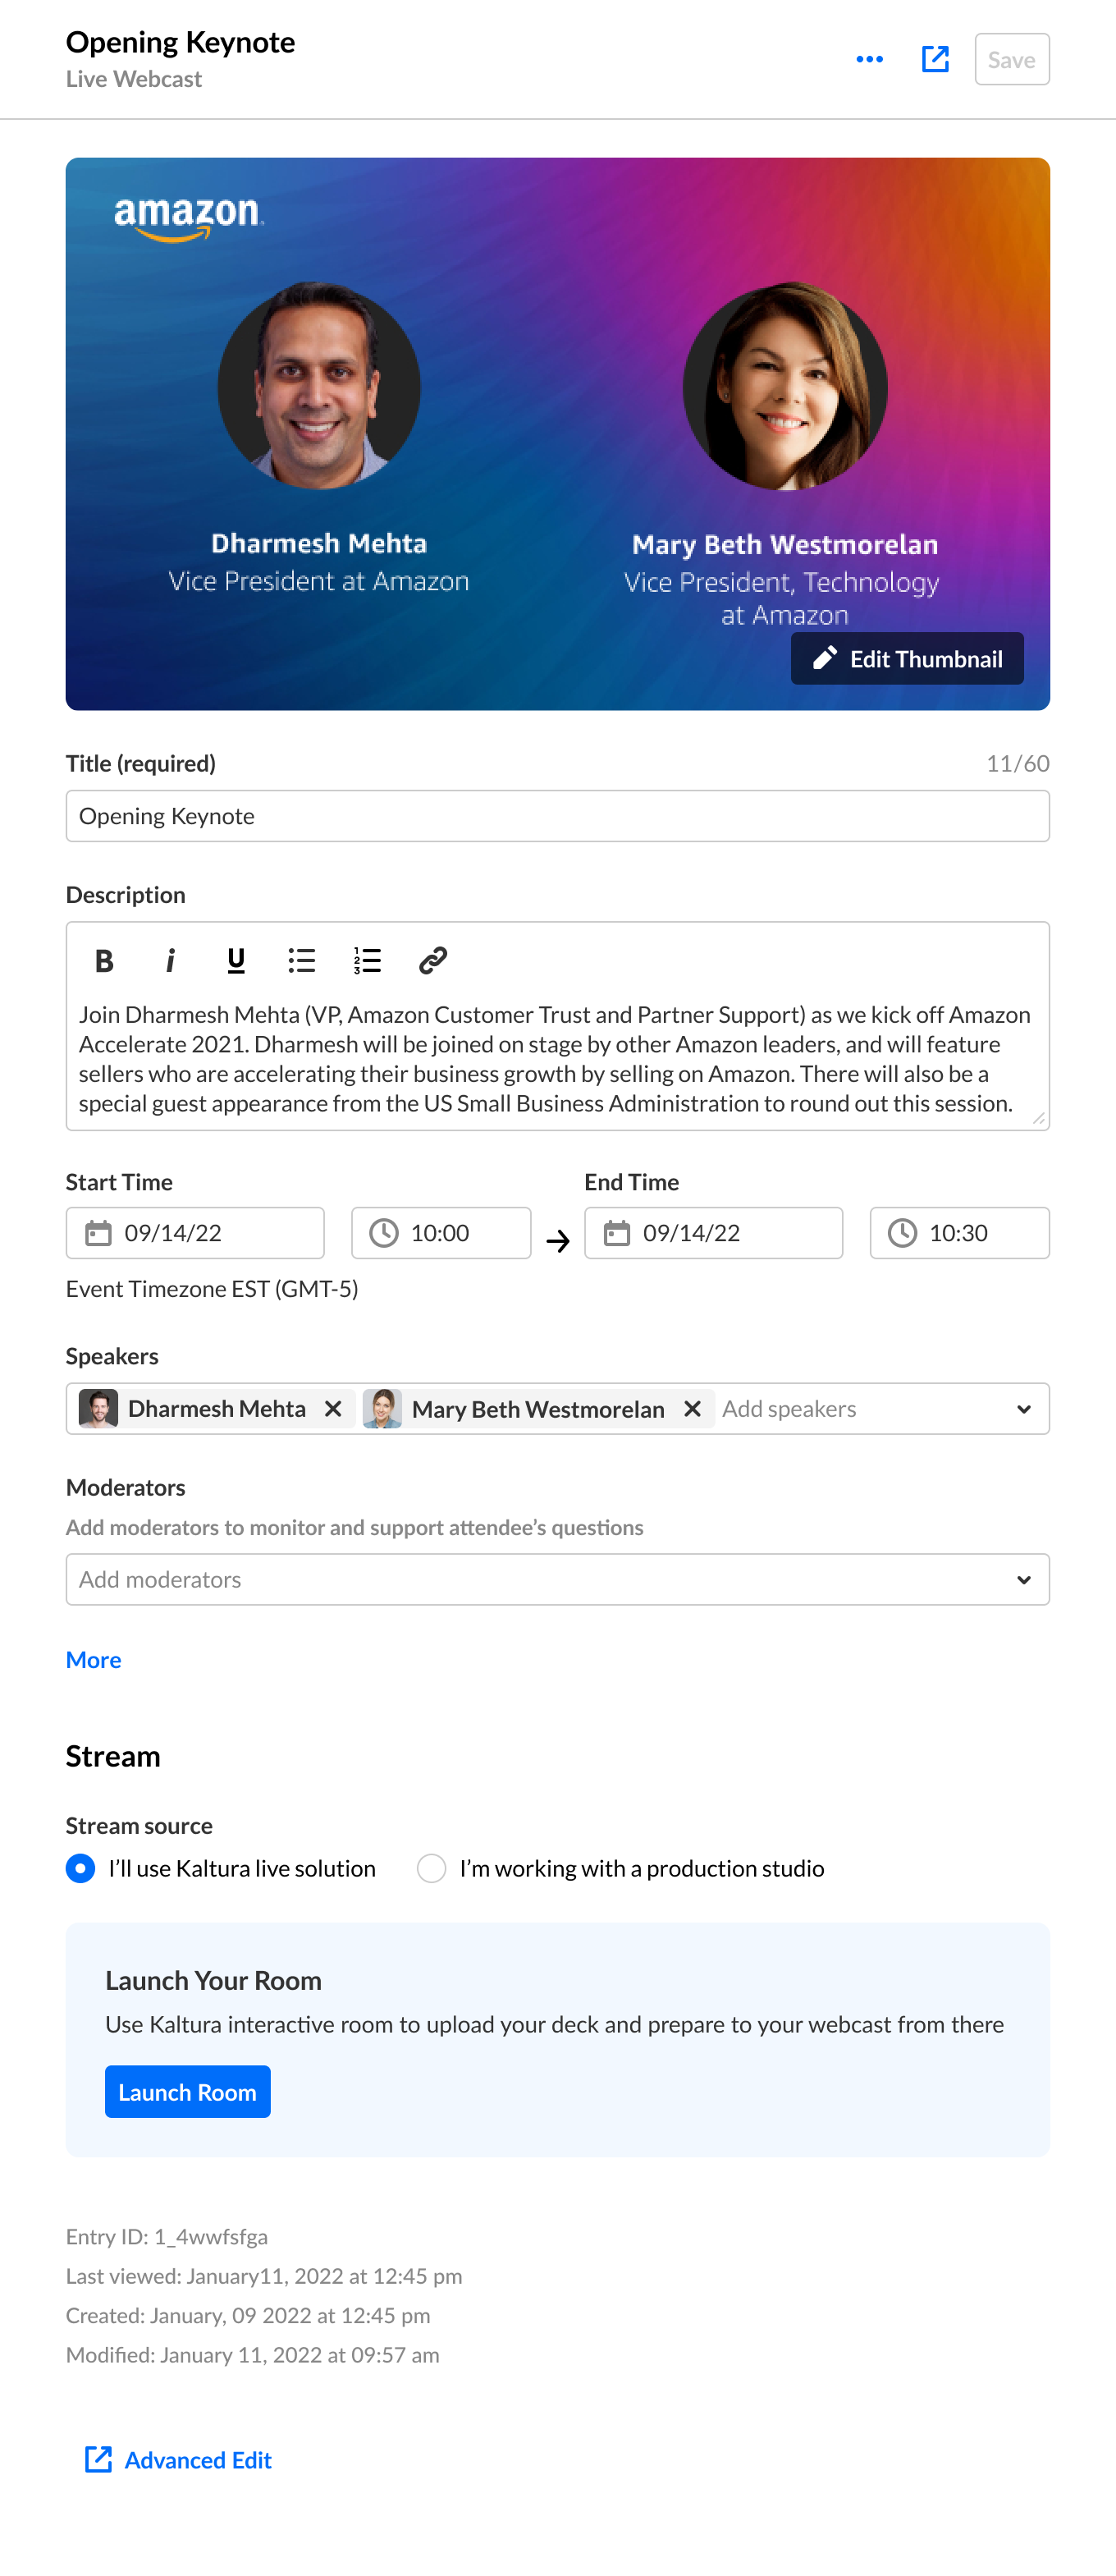 Opening Keynote
Live Webcast
Save
amazon
Dharmesh Mehta
Vice President at Amazon
Mary Beth Westmorelan
Vice President, Technology
at Amazon
Edit Thumbnail
Title (required)
11/60
Opening Keynote
Description
B i U
Join Dharmesh Mehta (VP, Amazon Customer Trust and Partner Support) as we kick off Amazon
Accelerate 2021. Dharmesh will be joined on stage by other Amazon leaders, and will feature
sellers who are accelerating their business growth by selling on Amazon. There will also be a
special guest appearance from the US Small Business Administration to round out this session.
Start Time
End Time
09/14/22
10:00
09/14/22
10:30
Event Timezone EST (GMT-5)
Speakers
Dharmesh Mehta
Mary Beth Westmorelan
Add speakers
Moderators
Add moderators to monitor and support attendee’s questions
Add moderators
More
Stream
Stream source
I’ll use Kaltura live solution
I’m working with a production studio
Launch Your Room
Use Kaltura interactive room to upload your deck and prepare to your webcast from there
Launch Room
Entry ID: 1_4wwfsfga
Last viewed: January11, 2022 at 12:45 pm
Created: January, 09 2022 at 12:45 pm
Modified: January 11, 2022 at 09:57 am
Advanced Edit